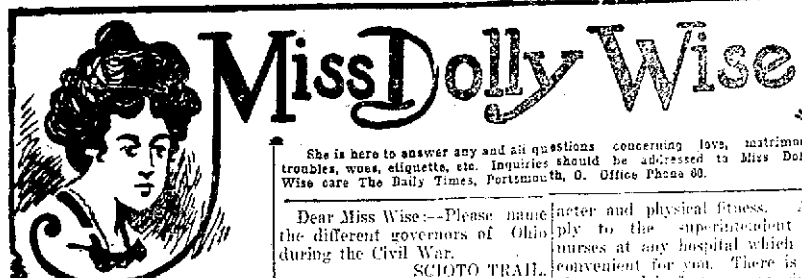 Miss Dolly Wise
She is here to answer any and all questions concerning love,
troubles, woes, etiquette, etc. Inquiries should be addressed to Miss
Wise care The Daily Times, Portsmouth, O. Office Phone 60.
Dear Miss Wise:--Please name
the different governors of Ohio
during the Civil War.
SCIOTO TRAIL.
acter and physical fitness.
ply to the superintendent
nurses at any hospital which
convenient for you. There is